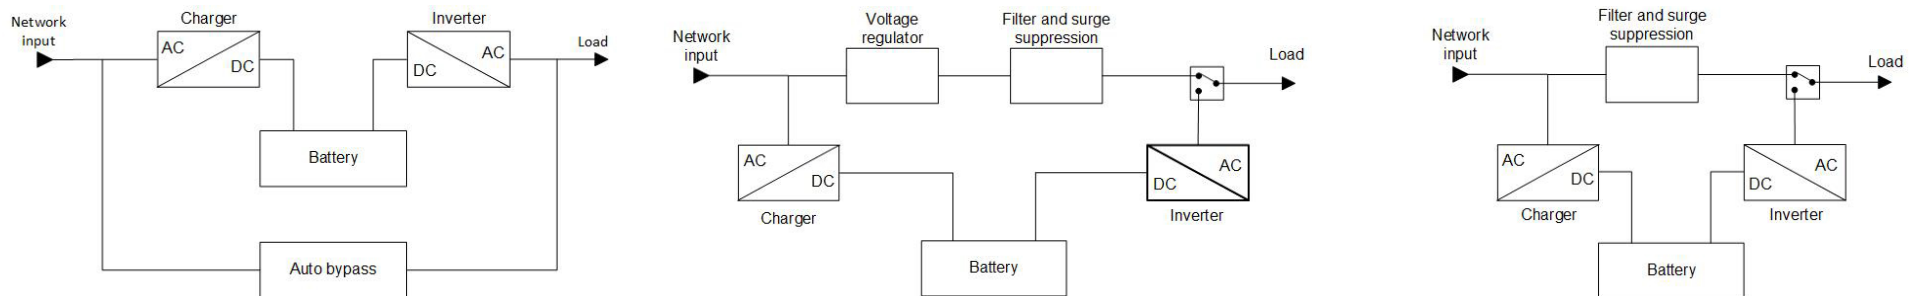 Network
input
Charger
AC
DC
Inverter
AC
DC
Load
Battery
Auto bypass
Network
input
Voltage
regulator
Filter and surge
suppression
Load
AC
DC
Charger
AC
DC
Inverter
Battery
Network
input
Filter and surge
suppression
Load
AC
DC
Charger
AC
DC
Inverter
Battery